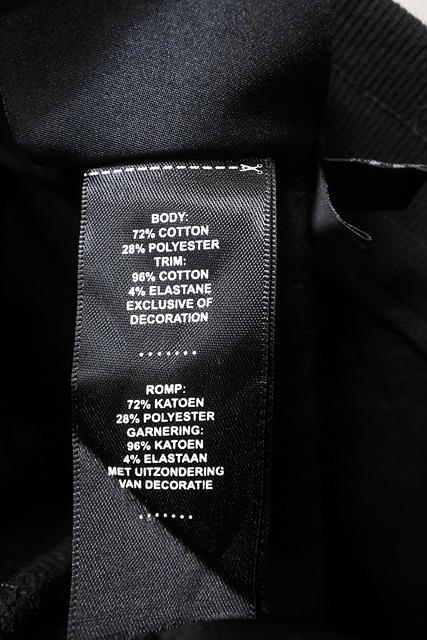 BODY:
72% COTTON
28% POLYESTER
TRIM:
96% COTTON
4% ELASTANE
EXCLUSIVE OF
DECORATION
.......
ROMP:
72% KATOEN
28% POLYESTER
GARNERING:
96% KATOEN
4% ELASTAAN
MET UITZONDERING
VAN DECORATIE
.......